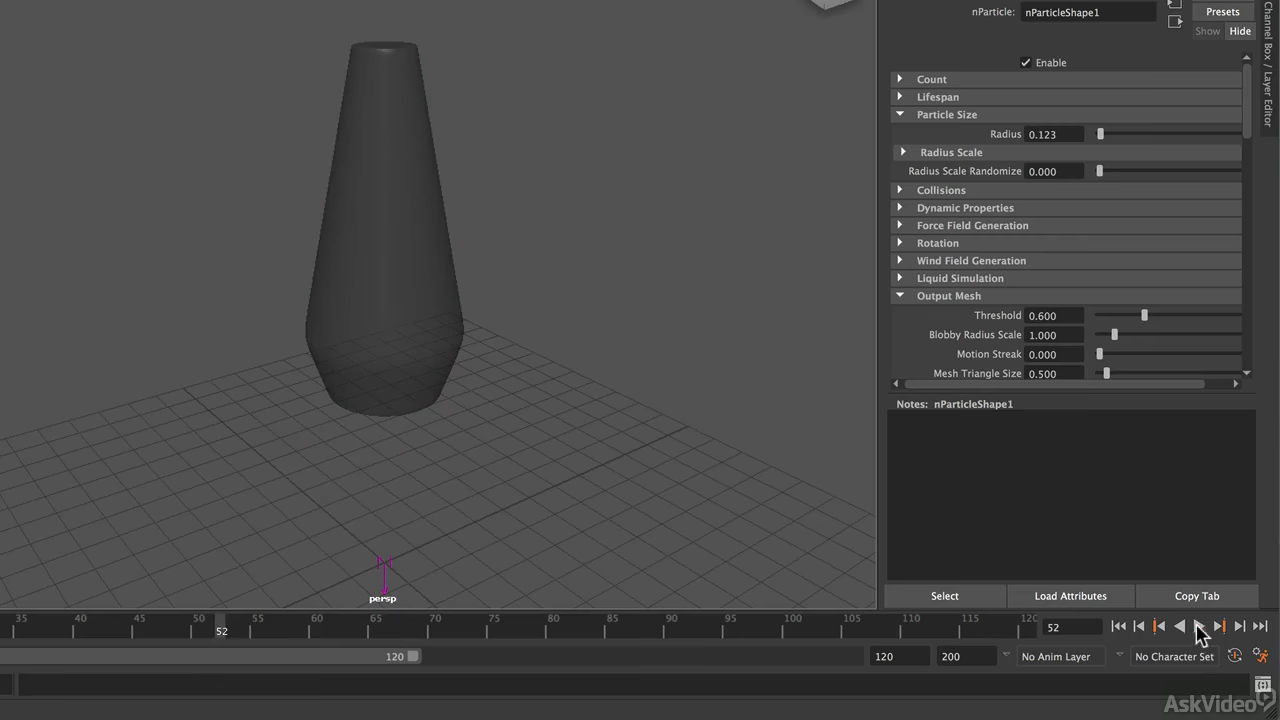 nParticle: nParticleShape1
Presets
Show Hide
Channel Box / Layer Editor
Enable
Count
Lifespan
Particle Size
Radius 0.123
Radius Scale
Radius Scale Randomize 0.000
Collisions
Dynamic Properties
Force Field Generation
Rotation
Wind Field Generation
Liquid Simulation
Output Mesh
Threshold 0.600
Blobby Radius Scale 1.000
Motion Streak 0.000
Mesh Triangle Size 0.500
Notes: nParticleShape1
persp
Select Load Attributes Copy Tab
35 40 45 50 55 60 65 70 75 80 85 90 95 100 105 110 115 120
52
52
120
120 200 No Anim Layer No Character Set
AskVideo